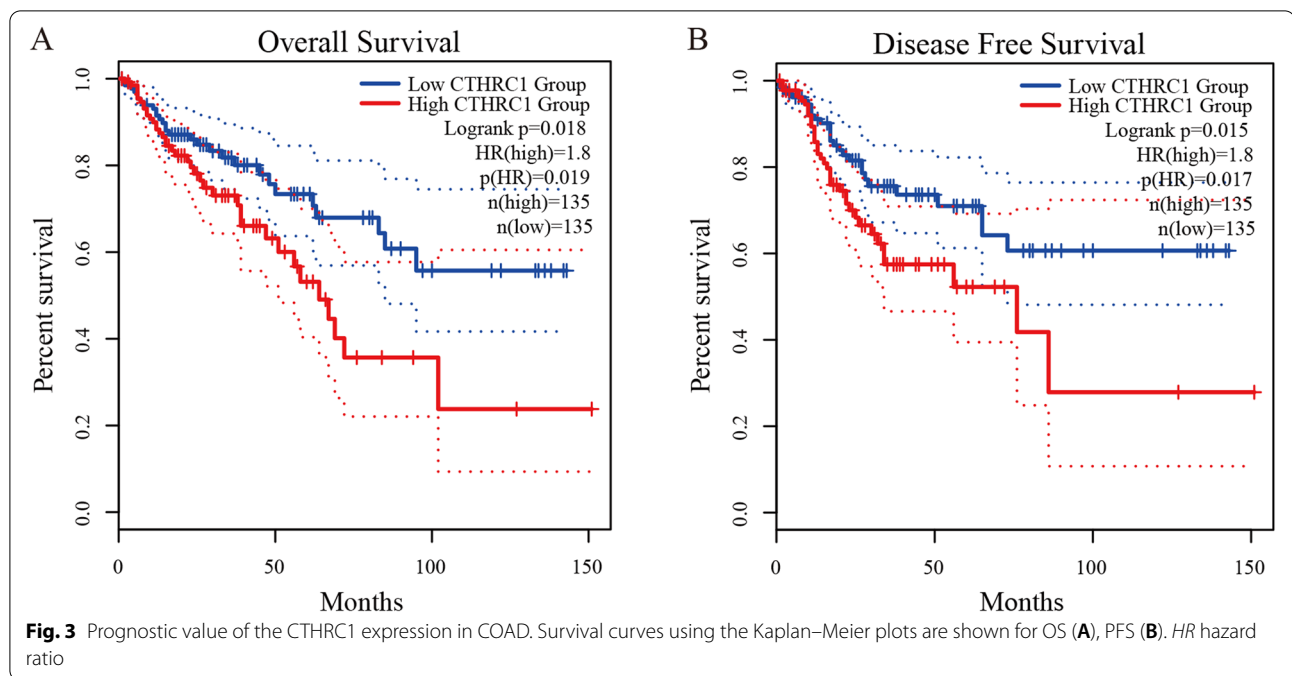 A
Overall Survival
Low CTHRC1 Group
High CTHRC1 Group
Logrank p=0.018
HR(high)=1.8
p(HR)=0.019
n(high)=135
n(low)=135
Percent survival
1.0
0.8
0.6
0.4
0.2
0.0
0 50 100 150
Months
B
Disease Free Survival
Low CTHRC1 Group
High CTHRC1 Group
Logrank p=0.015
HR(high)=1.8
p(HR)=0.017
n(high)=135
n(low)=135
Percent survival
1.0
0.8
0.6
0.4
0.2
0.0
0 50 100 150
Months
Fig. 3 Prognostic value of the CTHRC1 expression in COAD. Survival curves using the Kaplan–Meier plots are shown for OS (A), PFS (B). HR hazard
ratio